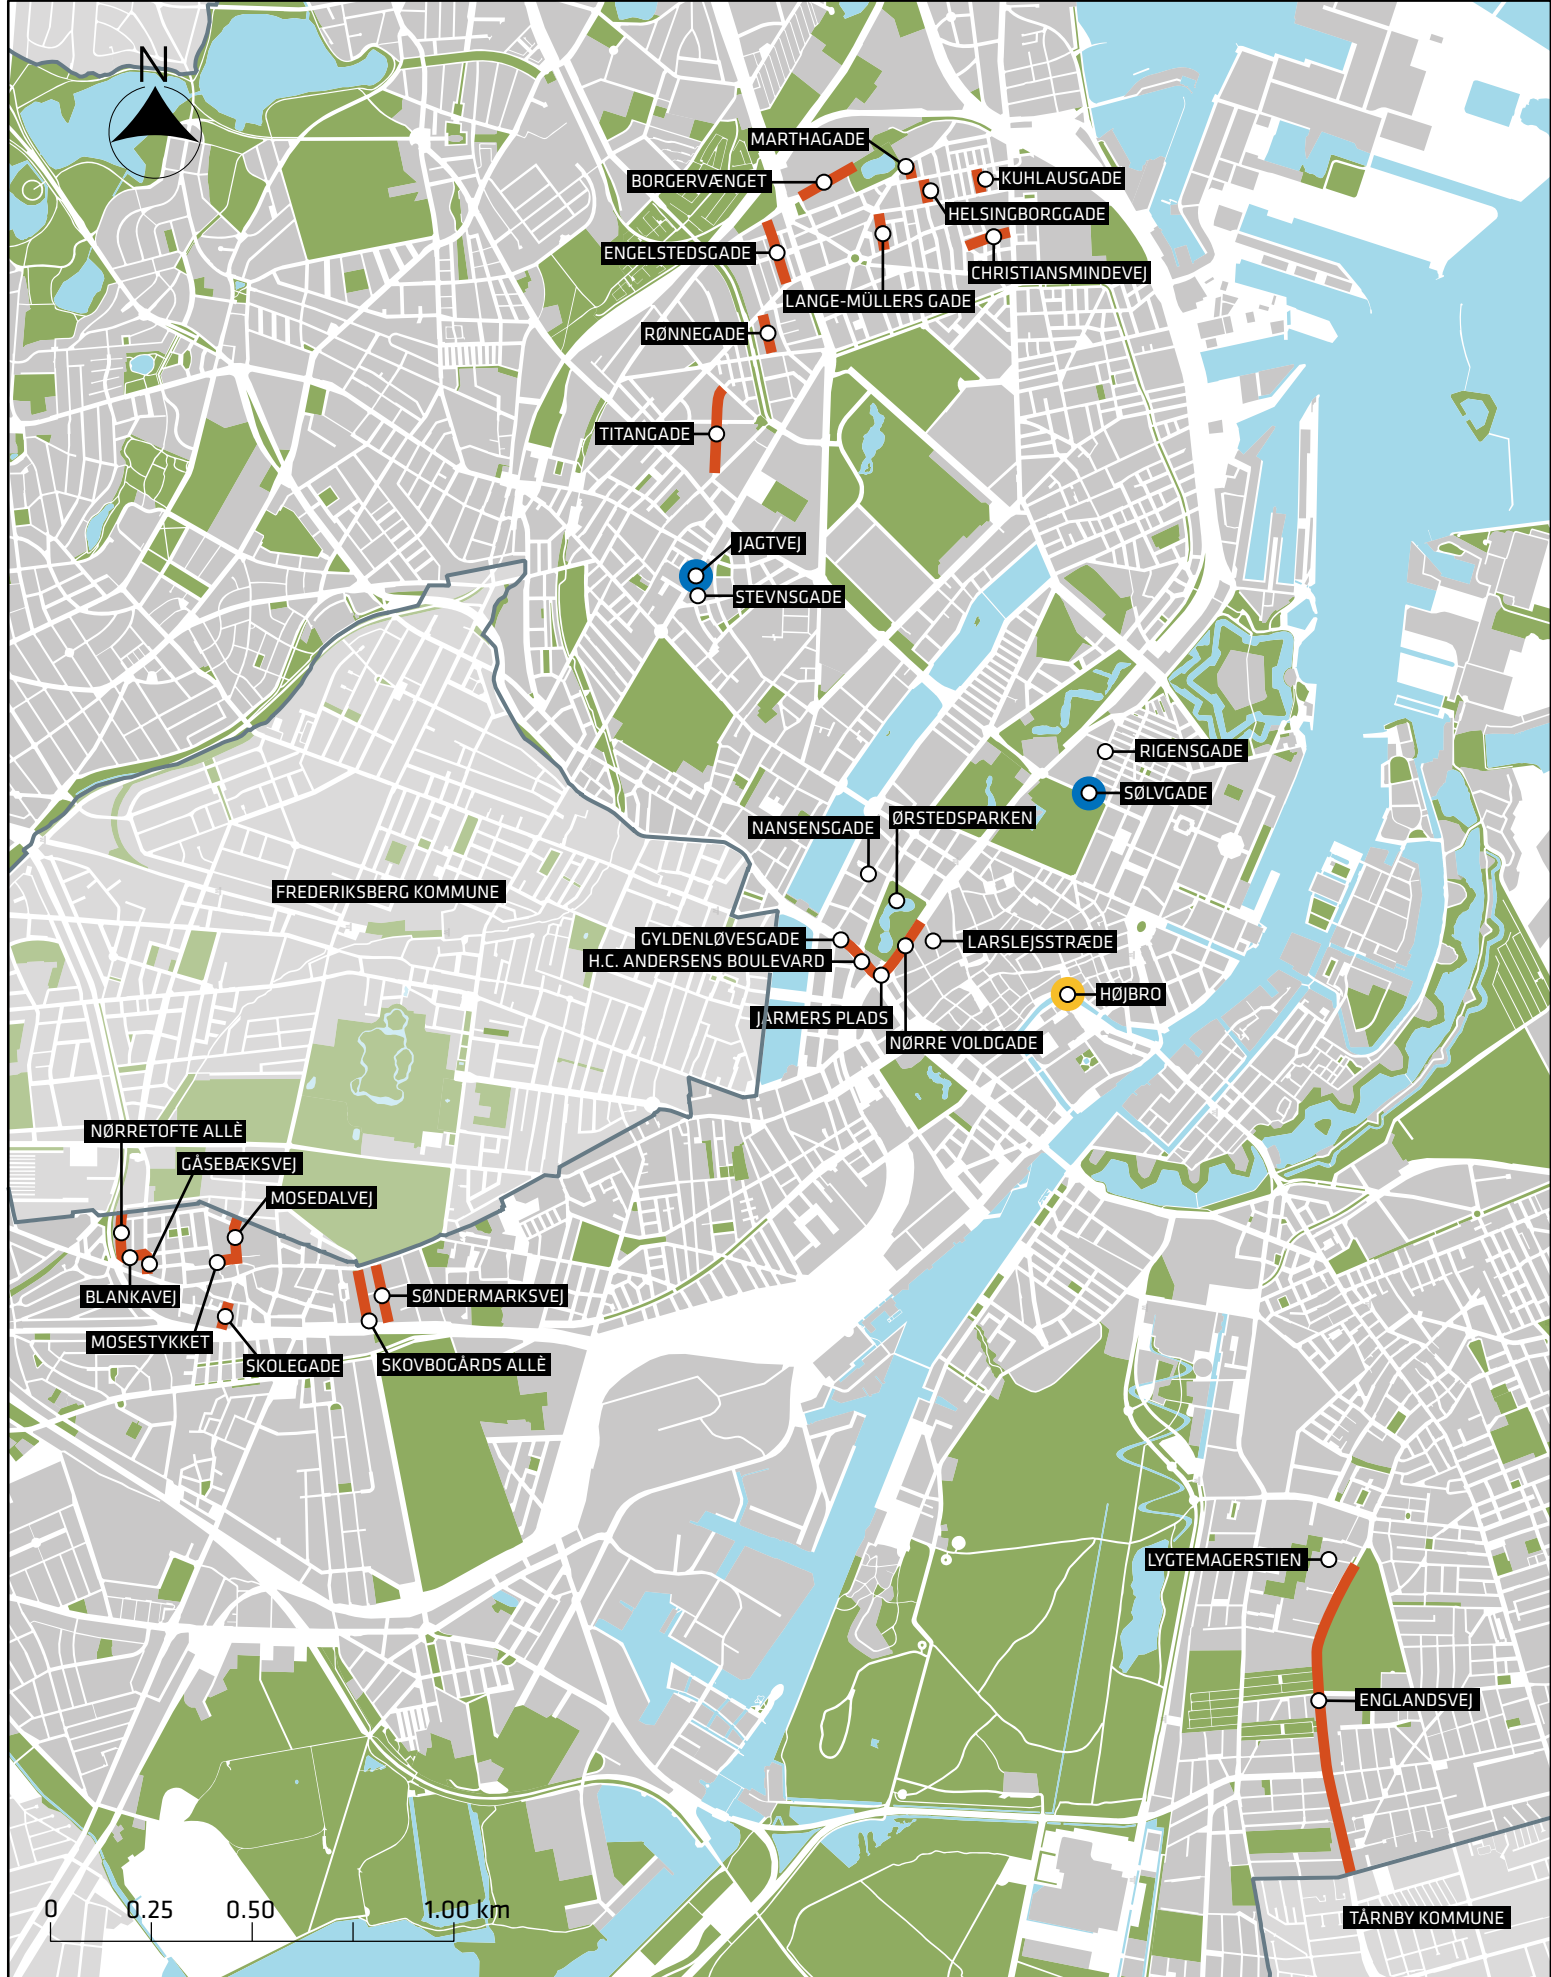 N
MARTHAGADE
BORGERVÆNGET
KUHLAUSGADE
HELSINGBORGGADE
ENGELSTEDSGADE
CHRISTIANSMINDEVEJ
LANGE-MÜLLERS GADE
RØNNEGADE
TITANGADE
JAGTVEJ
STEVNSGADE
RIGENSGADE
SØLVGADE
ØRSTEDSPARKEN
NANSENSGADE
FREDERIKSBERG KOMMUNE
GYLDENLØVESGADE
LARSLEJSSTRÆDE
H.C. ANDERSENS BOULEVARD
HØJBRO
JARMERS PLADS
NØRRE VOLDGADE
NØRRETOFTE ALLÈ
GÅSEBÆKSVEJ
MOSEDALVEJ
BLANKAVEJ
SØNDERMARKSVEJ
MOSESTYKKET
SKOLEGADE
SKOVBOGÅRDS ALLÈ
LYGTEMAGERSTIEN
ENGLANDSVEJ
0 0.25 0.50 1.00 km
TÅRNBY KOMMUNE